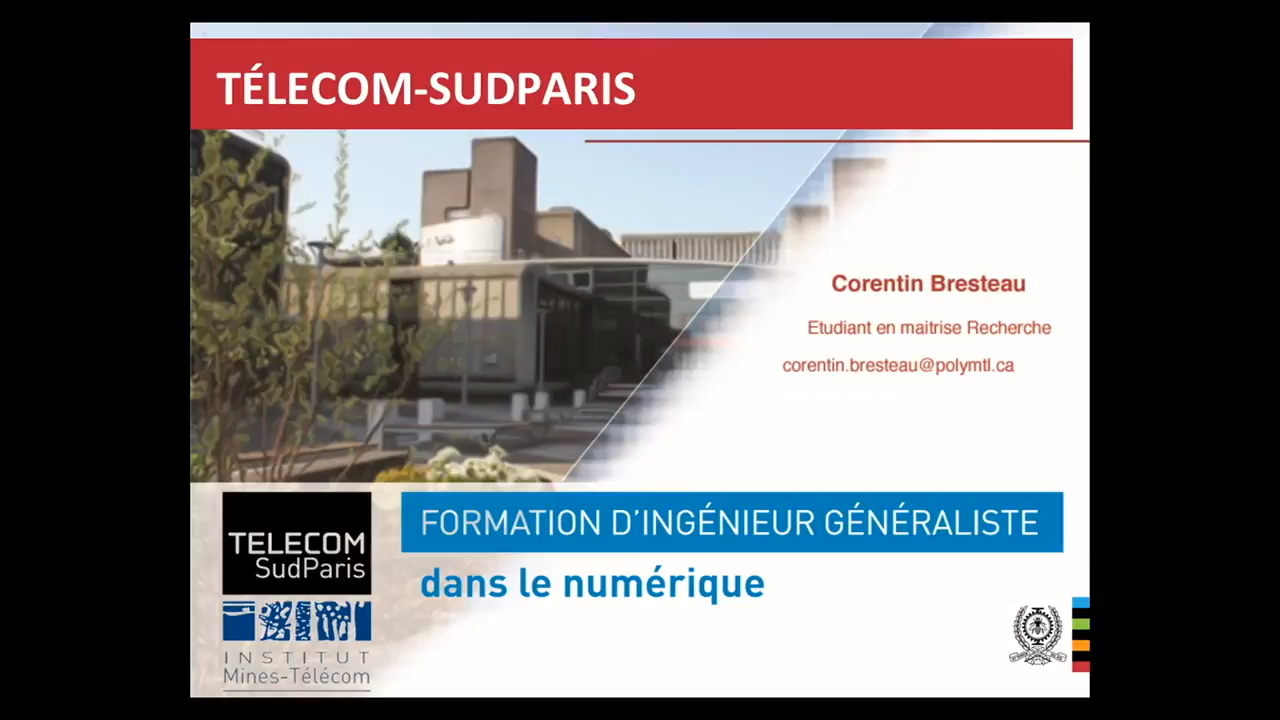 TÉLECOM-SUDPARIS
Corentin Bresteau
Etudiant en maitrise Recherche
corentin.bresteau@polymtl.ca
TELECOM
SudParis
INSTITUT
Mines-Télécom
FORMATION D'INGÉNIEUR GÉNÉRALISTE
dans le numérique